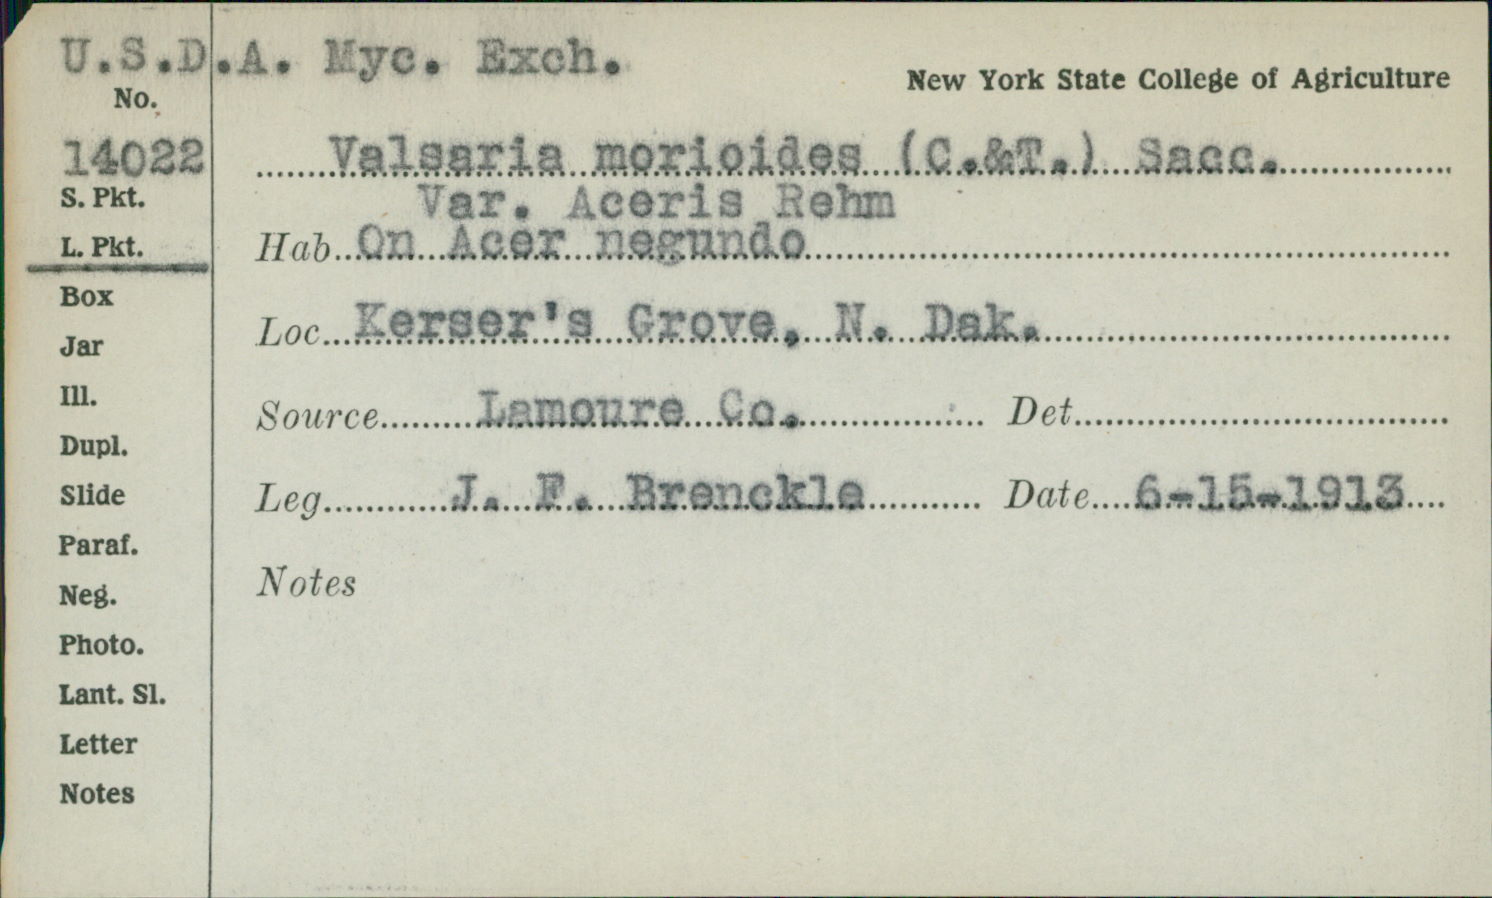 U.S.D.A. Myc. Exch.
New York State College of Agriculture
No.
14022
Valsaria morioides (C.&T.) Sacc.
Var. Aceris Rehm
S. Pkt.
L. Pkt.
Hab. On Acer negundo
Box
Loc. Kerser's Grove, N. Dak.
Jar
Ill.
Source Lamoure Co. Det.
Dupl.
Slide
Leg. J. F. Brenckle Date 6-15-1913
Paraf.
Neg.
Notes
Photo.
Lant. Sl.
Letter
Notes